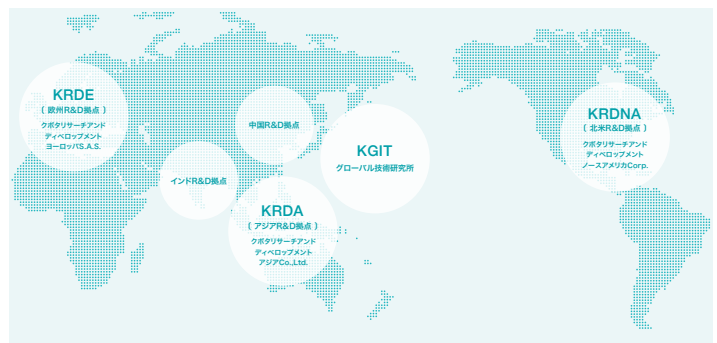 KRDE
( 欧州R&D拠点 )
クボタリサーチアンド
ディベロップメント
ヨーロッパS.A.S.
中国R&D拠点
インドR&D拠点
KGIT
グローバル技術研究所
KRDA
( アジアR&D拠点 )
クボタリサーチアンド
ディベロップメント
アジアCo.,Ltd.
KRDNA
( 北米R&D拠点 )
クボタリサーチアンド
ディベロップメント
ノースアメリカCorp.